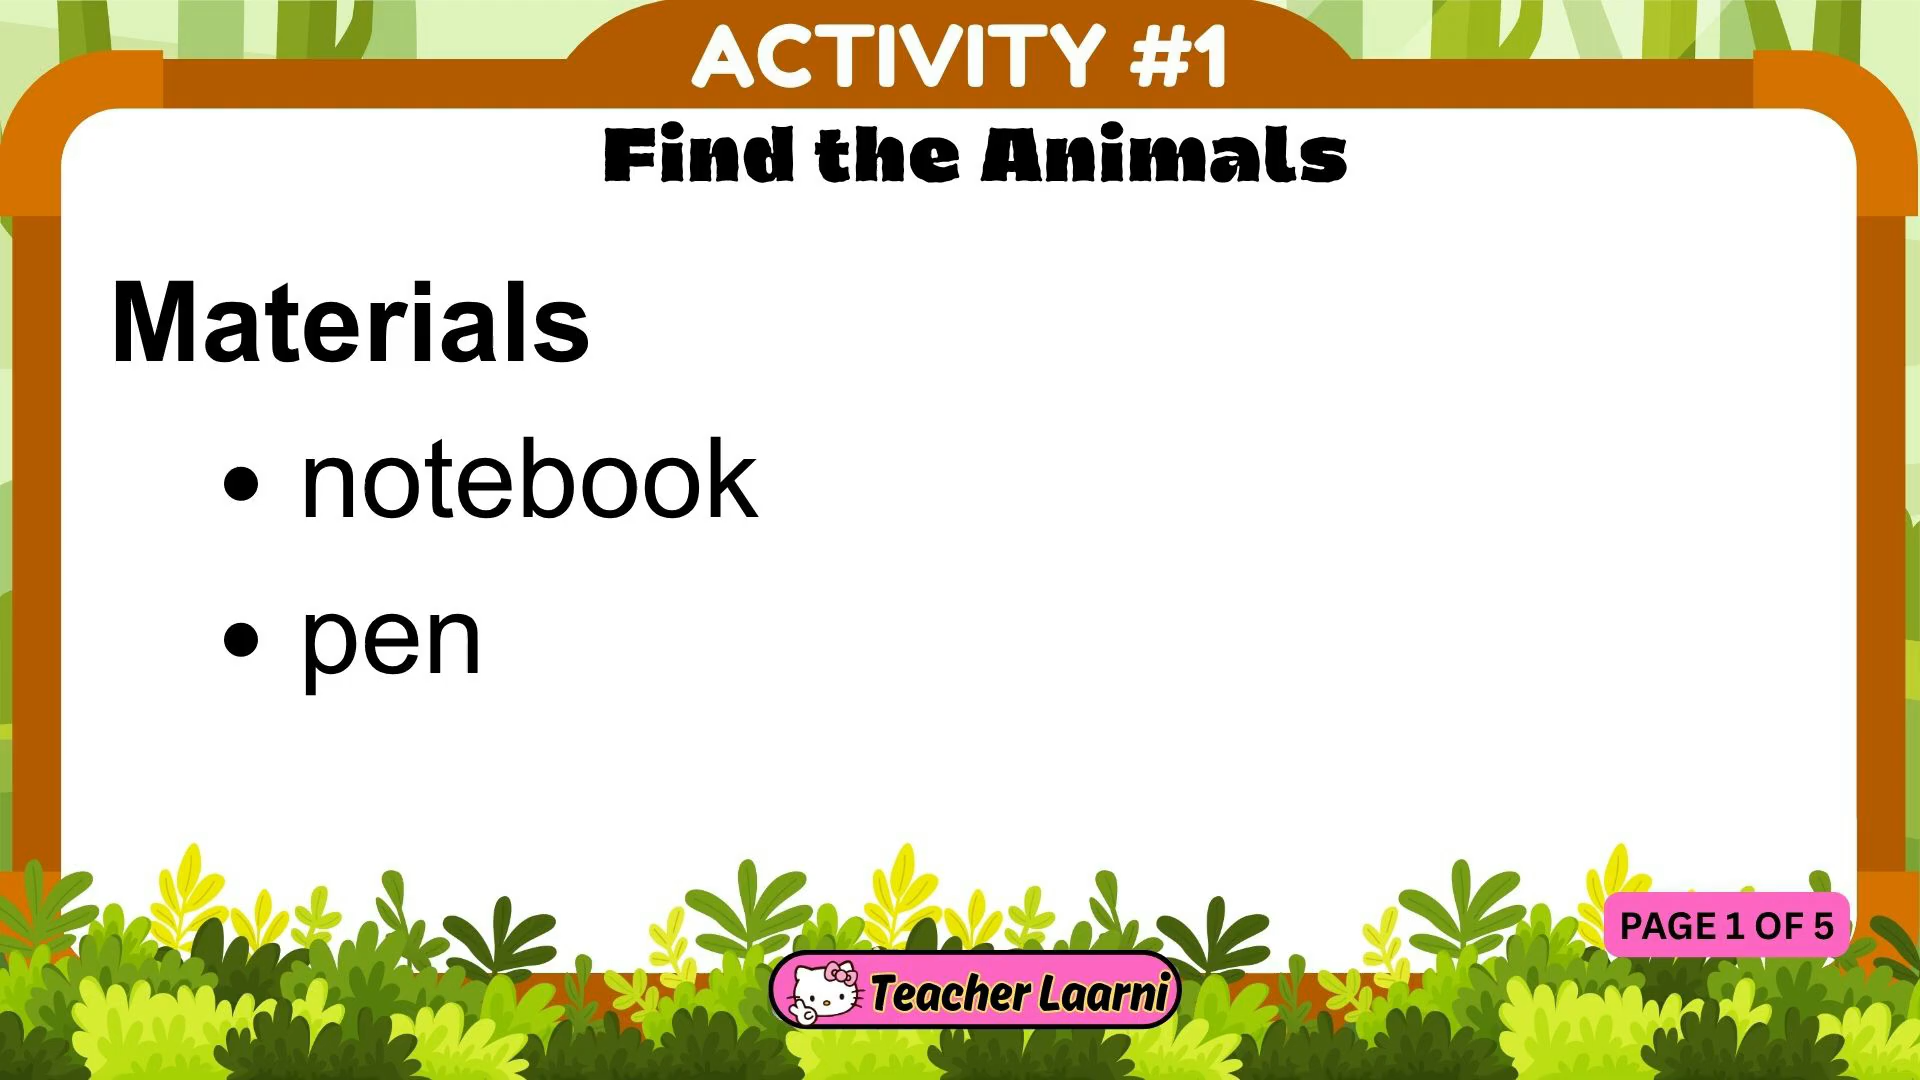 ACTIVITY #1
Find the Animals
Materials
• notebook
• pen
PAGE 1 OF 5
Teacher Laarni